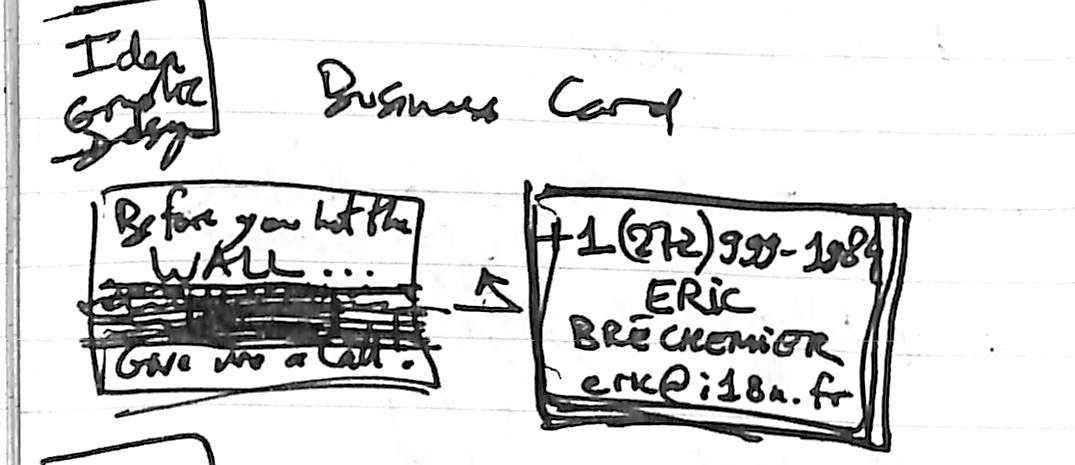 Idea
Graphic
Design
Business Card
Before you hit the
WALL...
Give me a call.
+1(272)999-1984
ERIC
BRÉCHEMIER
eric@i18n.fr